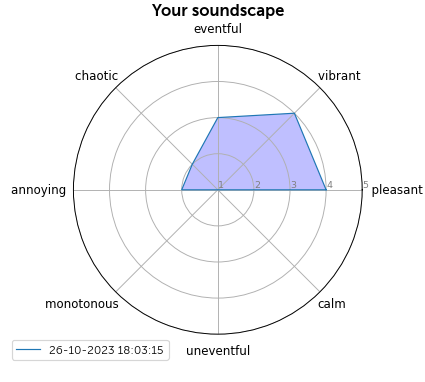 Your soundscape
eventful
chaotic
vibrant
annoying
1 2 3 4 5
pleasant
monotonous
calm
uneventful
26-10-2023 18:03:15